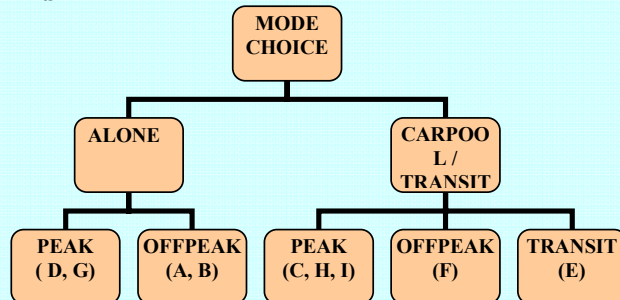 MODE
CHOICE
ALONE
CARPOO
L /
TRANSIT
PEAK
( D, G)
OFFPEAK
(A, B)
PEAK
(C, H, I)
OFFPEAK
(F)
TRANSIT
(E)